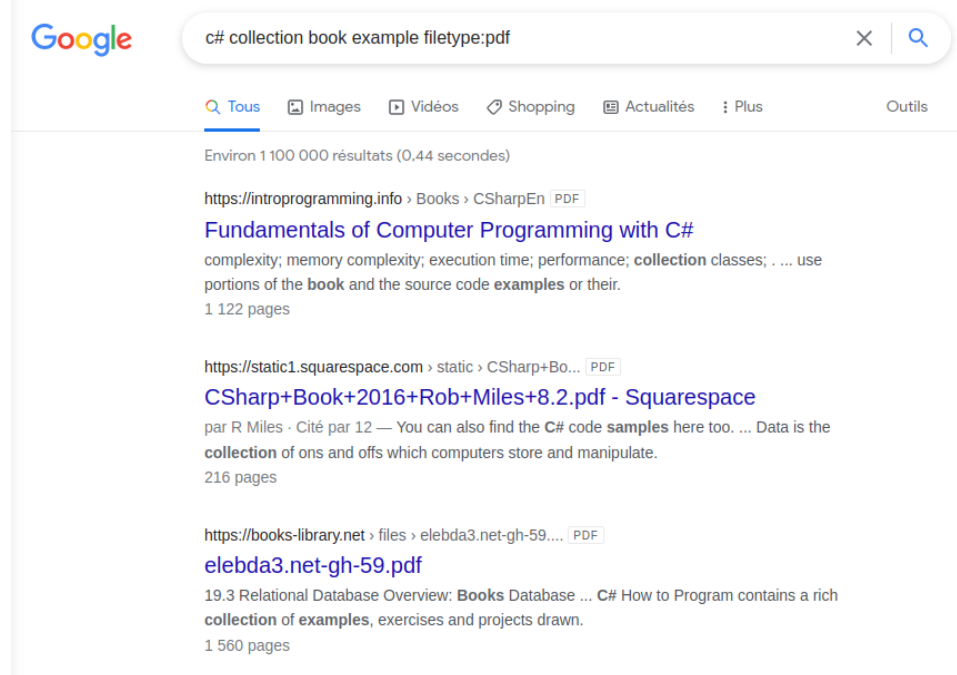 Google
c# collection book example filetype:pdf
Tous Images Vidéos Shopping Actualités Plus Outils
Environ 1 100 000 résultats (0,44 secondes)
https://introprogramming.info › Books › CSharpEn PDF
Fundamentals of Computer Programming with C#
complexity; memory complexity; execution time; performance; collection classes; . ... use
portions of the book and the source code examples or their.
1 122 pages
https://static1.squarespace.com › static › CSharp+Bo... PDF
CSharp+Book+2016+Rob+Miles+8.2.pdf - Squarespace
par R Miles · Cité par 12 — You can also find the C# code samples here too. ... Data is the
collection of ons and offs which computers store and manipulate.
216 pages
https://books-library.net › files › elebda3.net-gh-59.... PDF
elebda3.net-gh-59.pdf
19.3 Relational Database Overview: Books Database ... C# How to Program contains a rich
collection of examples, exercises and projects drawn.
1 560 pages